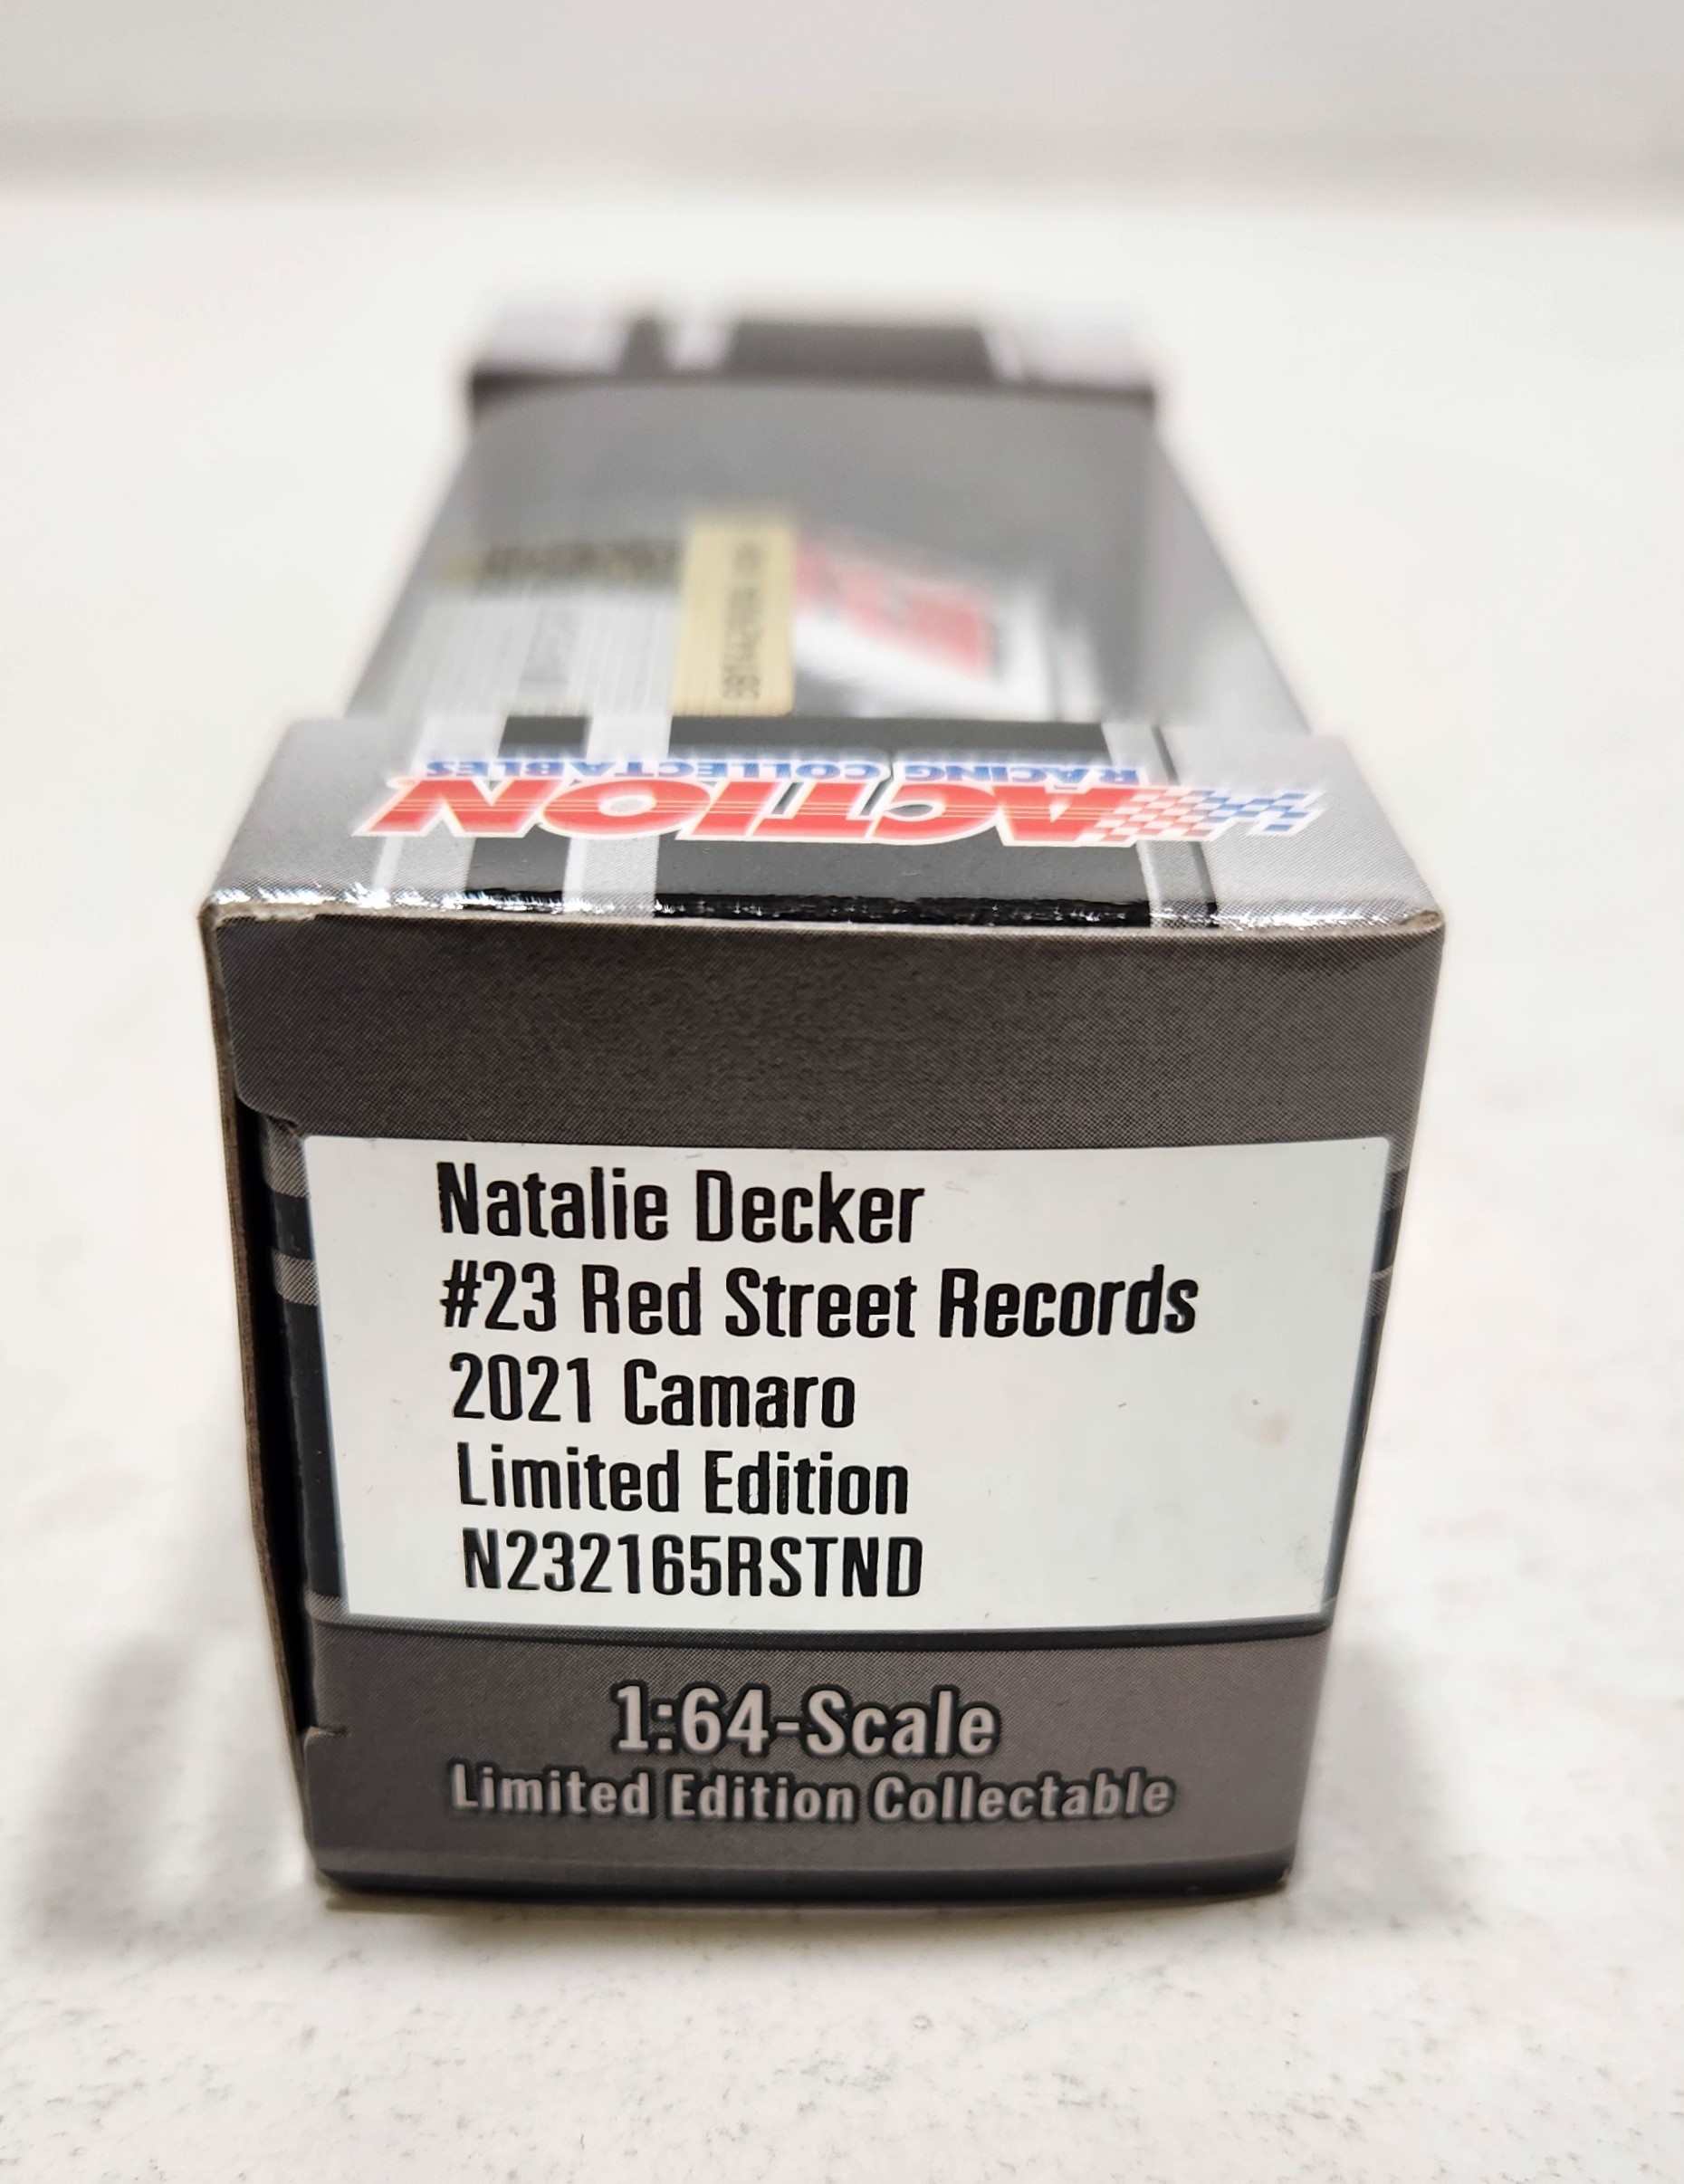 ACTION
RACING COLLECTABLES
Natalie Decker
#23 Red Street Records
2021 Camaro
Limited Edition
N232165RSTND
1:64-Scale
Limited Edition Collectable